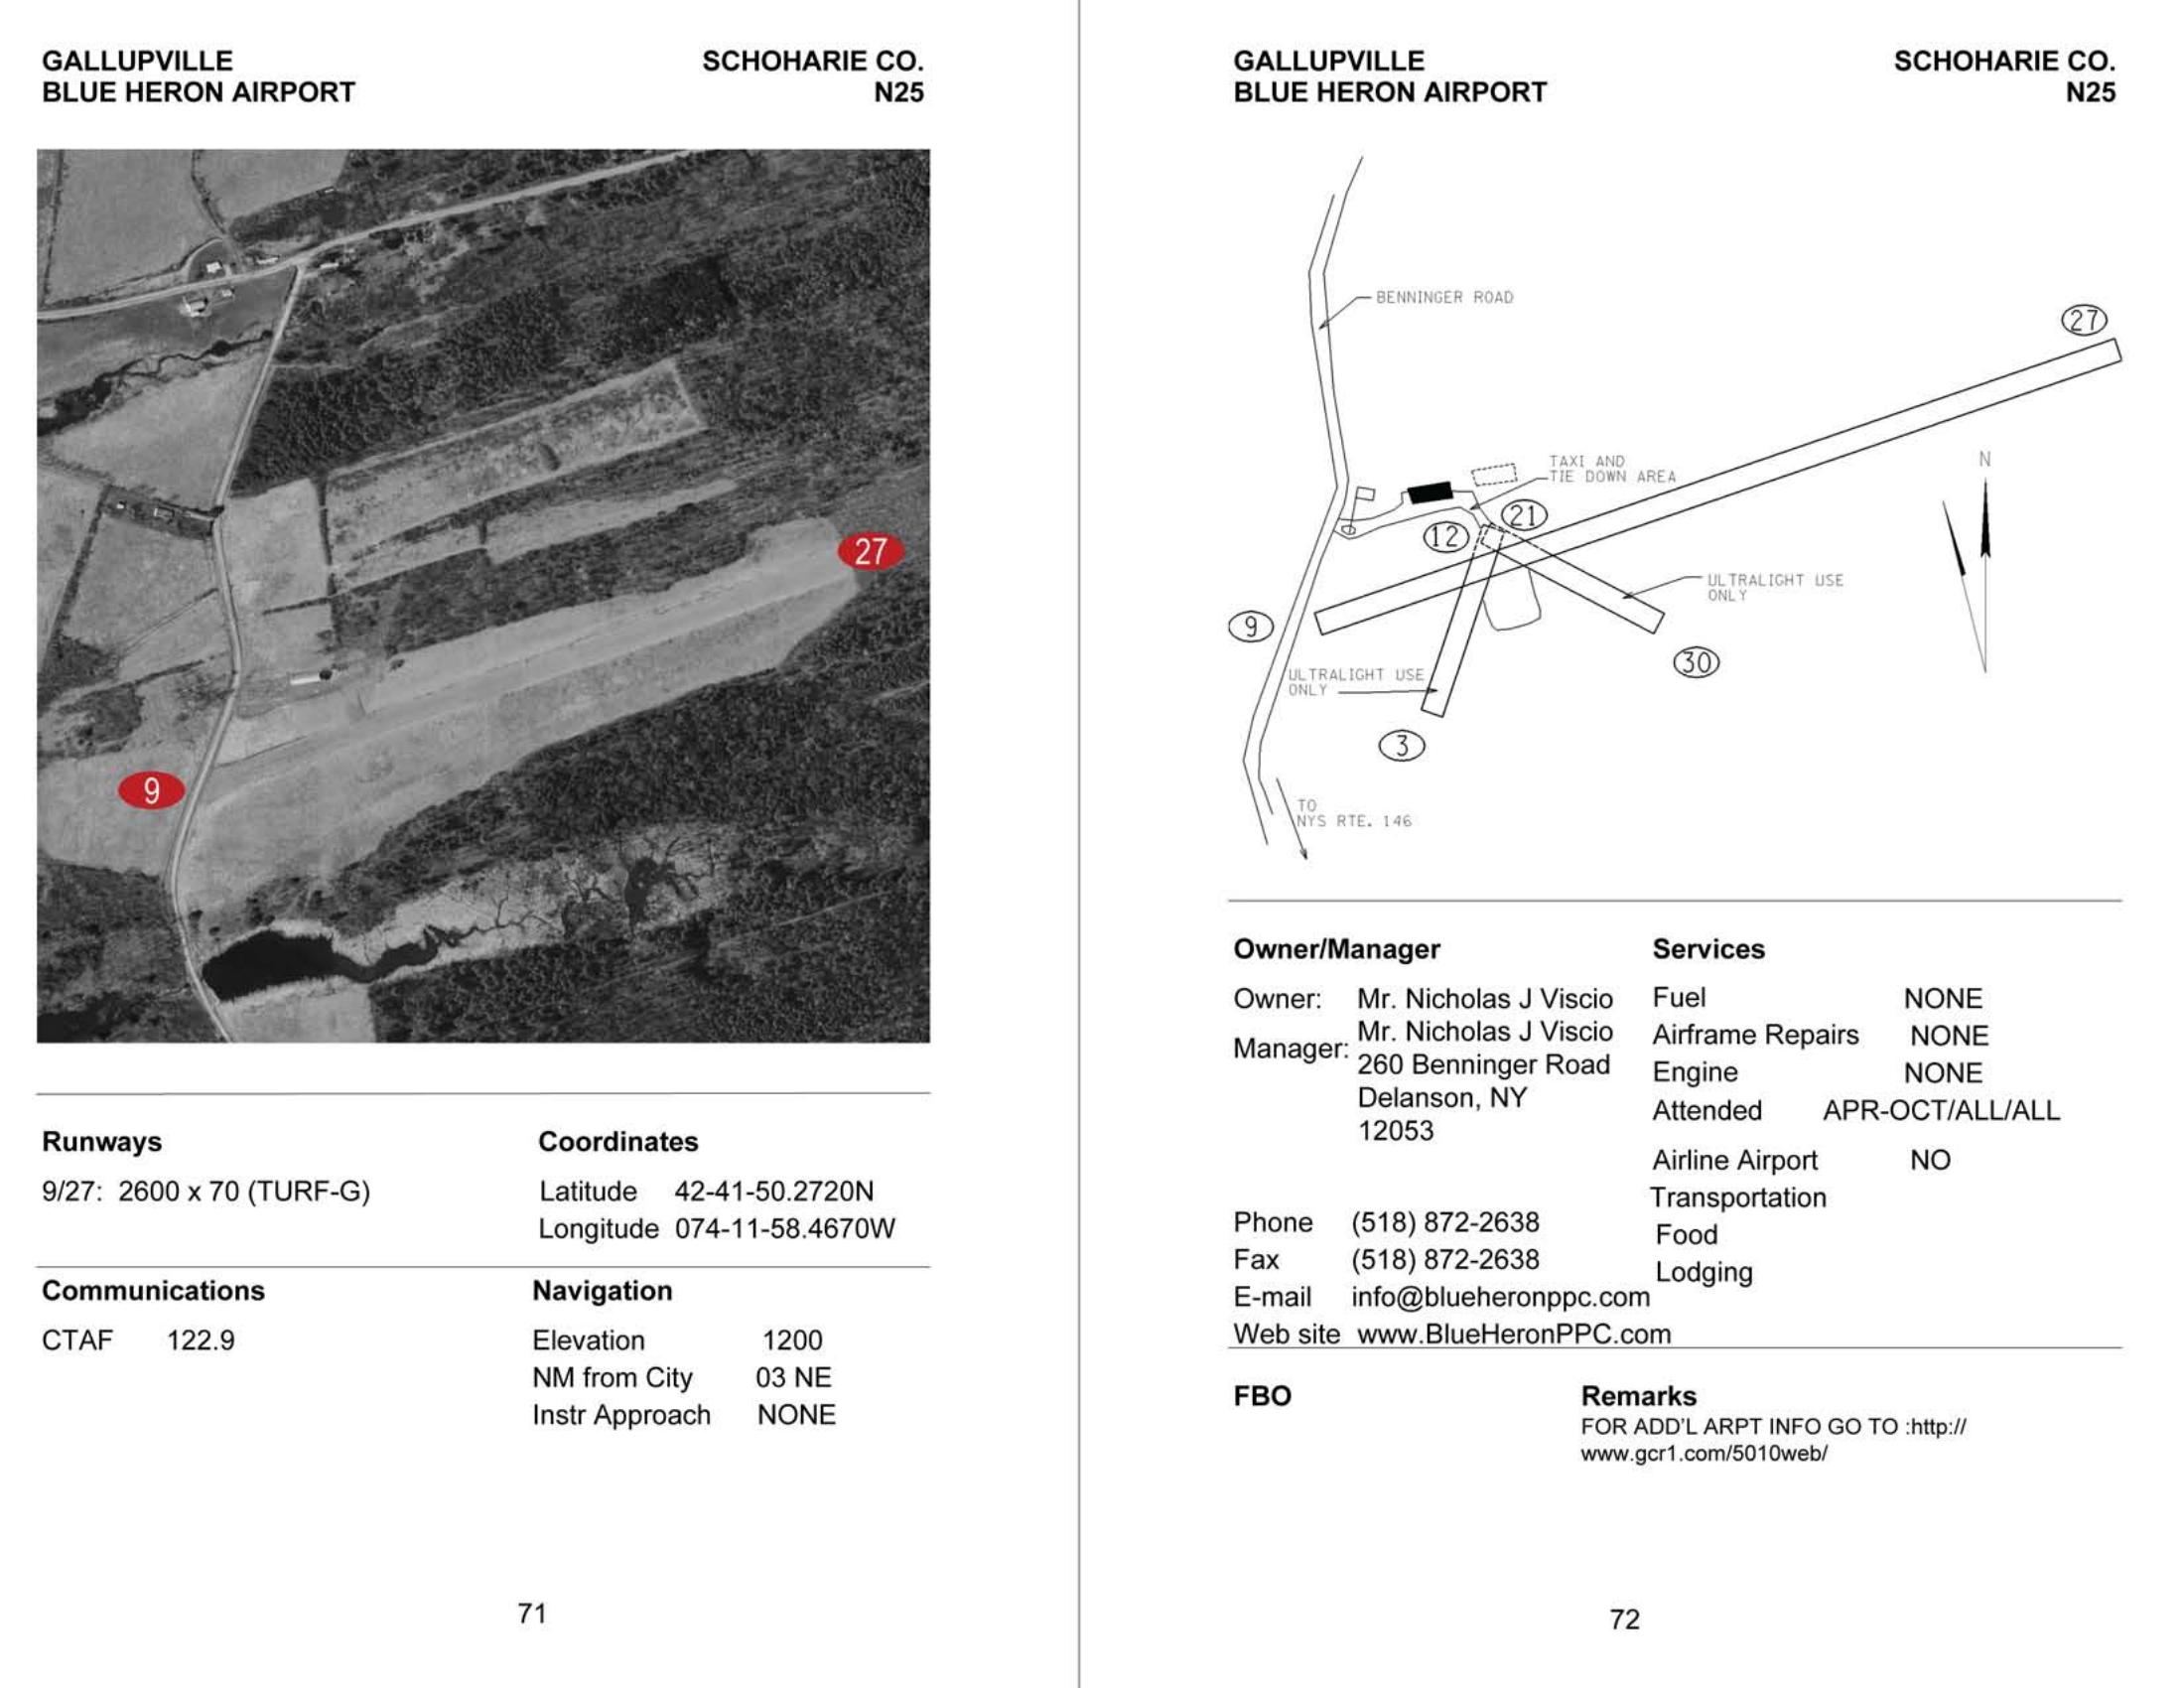 GALLUPVILLE
BLUE HERON AIRPORT
SCHOHARIE CO.
N25
27
9
Runways
9/27: 2600 x 70 (TURF-G)
Coordinates
Latitude 42-41-50.2720N
Longitude 074-11-58.4670W
Communications
CTAF 122.9
Navigation
Elevation 1200
NM from City 03 NE
Instr Approach NONE
71
GALLUPVILLE
BLUE HERON AIRPORT
SCHOHARIE CO.
N25
BENNINGER ROAD
27
TAXI AND
TIE DOWN AREA
N
21
12
ULTRALIGHT USE
ONLY
9
30
ULTRALIGHT USE
ONLY
3
TO
NYS RTE. 146
Owner/Manager
Owner: Mr. Nicholas J Viscio
Manager: Mr. Nicholas J Viscio
260 Benninger Road
Delanson, NY
12053
Phone (518) 872-2638
Fax (518) 872-2638
E-mail info@blueheronppc.com
Web site www.BlueHeronPPC.com
Services
Fuel NONE
Airframe Repairs NONE
Engine NONE
Attended APR-OCT/ALL/ALL
Airline Airport NO
Transportation
Food
Lodging
FBO
Remarks
FOR ADD'L ARPT INFO GO TO :http://
www.gcr1.com/5010web/
72